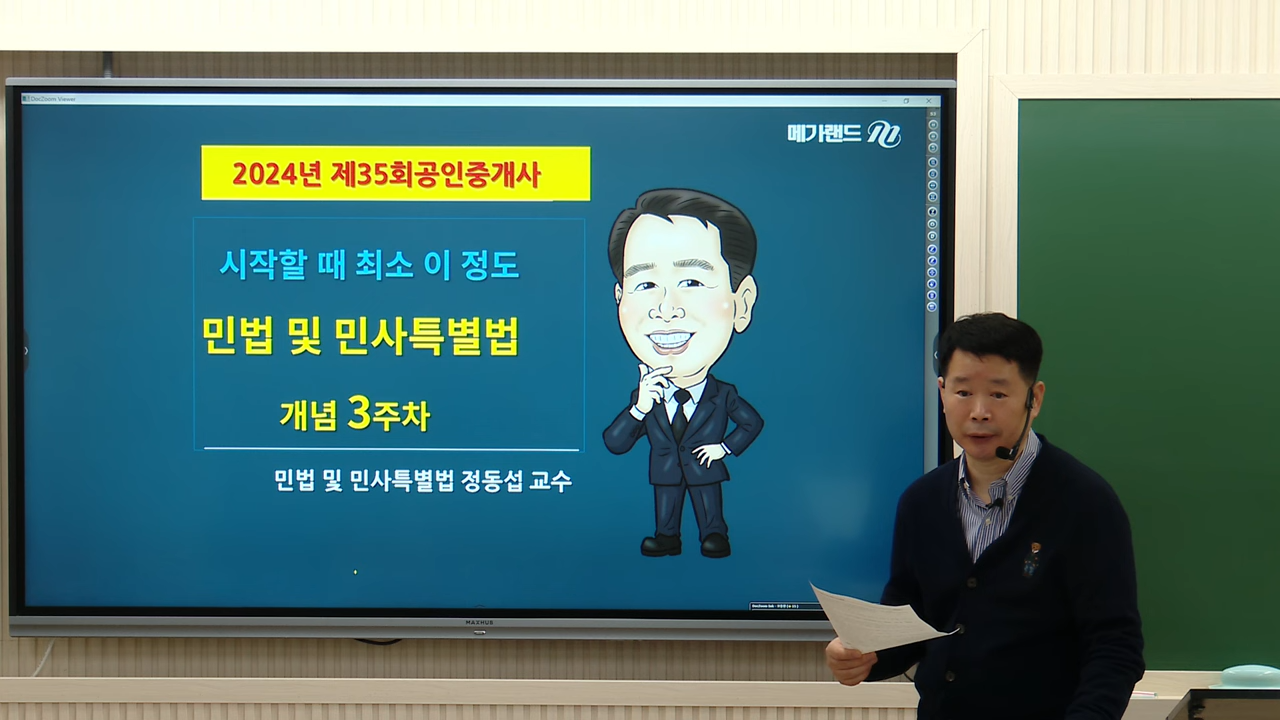 DocZoom Viewer
메가랜드
2024년 제35회공인중개사
시작할 때 최소 이 정도
민법 및 민사특별법
개념 3주차
민법 및 민사특별법 정동섭 교수
MAXHUB